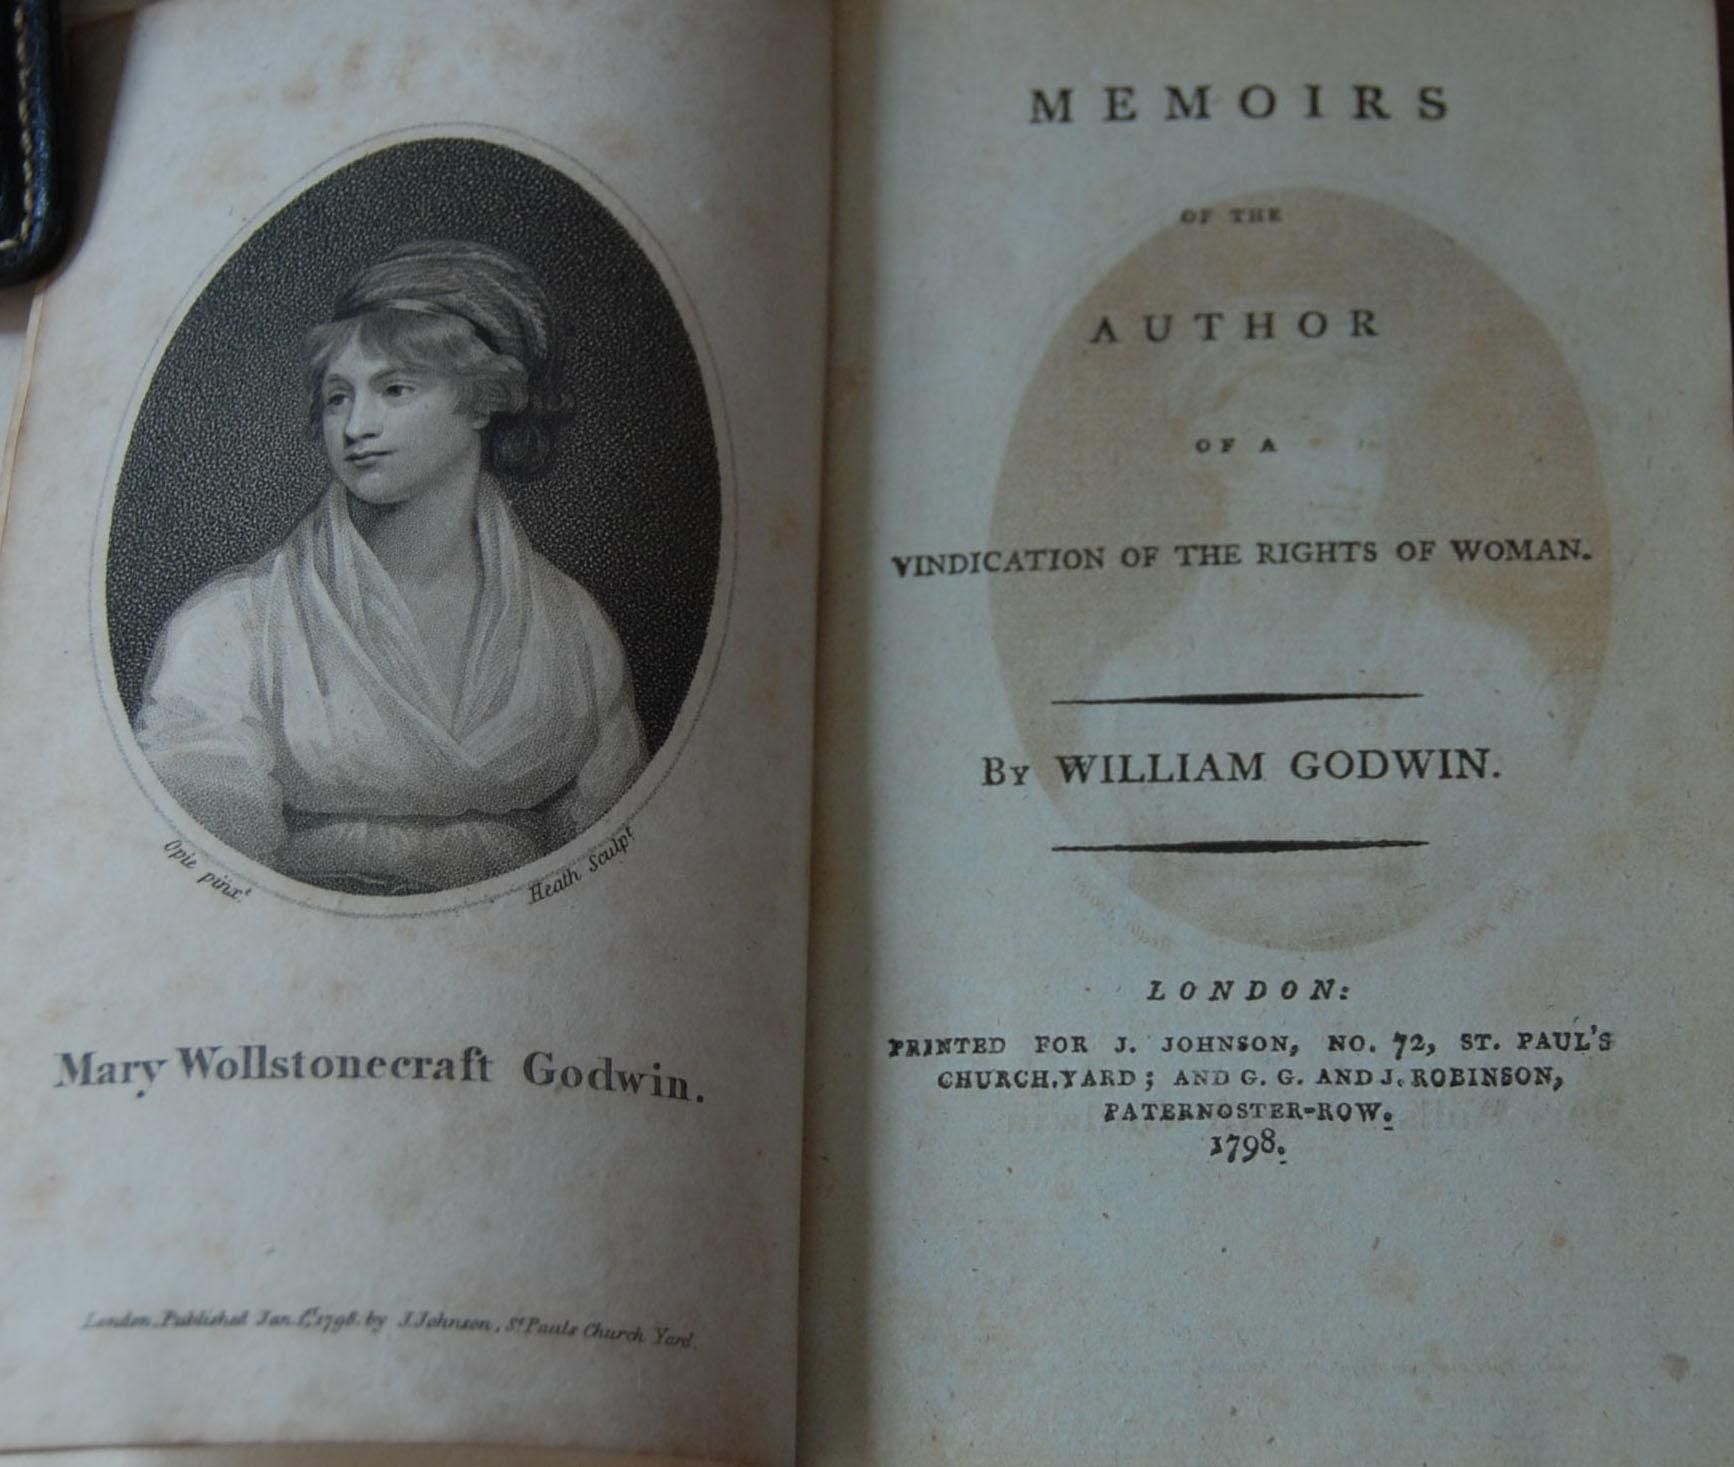 Opie pinx.t
Heath Sculp.t
Mary Wollstonecraft Godwin.
London, Published Jan. 1.st 1798. by J. Johnson, St Pauls Church Yard.
MEMOIRS
OF THE
AUTHOR
OF A
VINDICATION OF THE RIGHTS OF WOMAN.
By WILLIAM GODWIN.
LONDON:
PRINTED FOR J. JOHNSON, NO. 72, ST. PAUL'S
CHURCH-YARD; AND G. G. AND J. ROBINSON,
PATERNOSTER-ROW.
1798.